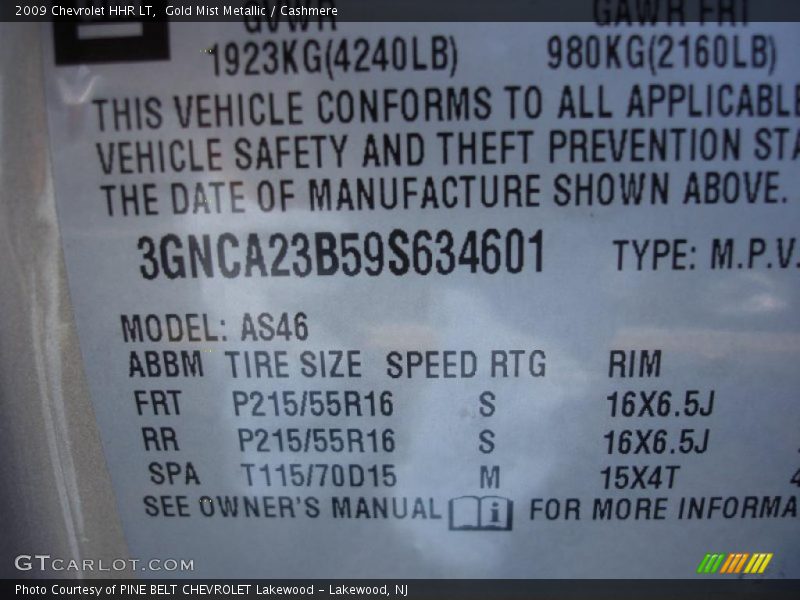 2009 Chevrolet HHR LT, Gold Mist Metallic / Cashmere
GVWR GAWR FRT
1923KG(4240LB) 980KG(2160LB)
THIS VEHICLE CONFORMS TO ALL APPLICABLE
VEHICLE SAFETY AND THEFT PREVENTION STA
THE DATE OF MANUFACTURE SHOWN ABOVE.
3GNCA23B59S634601 TYPE: M.P.V.
MODEL: AS46
ABBM TIRE SIZE SPEED RTG RIM
FRT P215/55R16 S 16X6.5J
RR P215/55R16 S 16X6.5J
SPA T115/70D15 M 15X4T 4
SEE OWNER'S MANUAL i FOR MORE INFORMA
GTCARLOT.COM
Photo Courtesy of PINE BELT CHEVROLET Lakewood - Lakewood, NJ